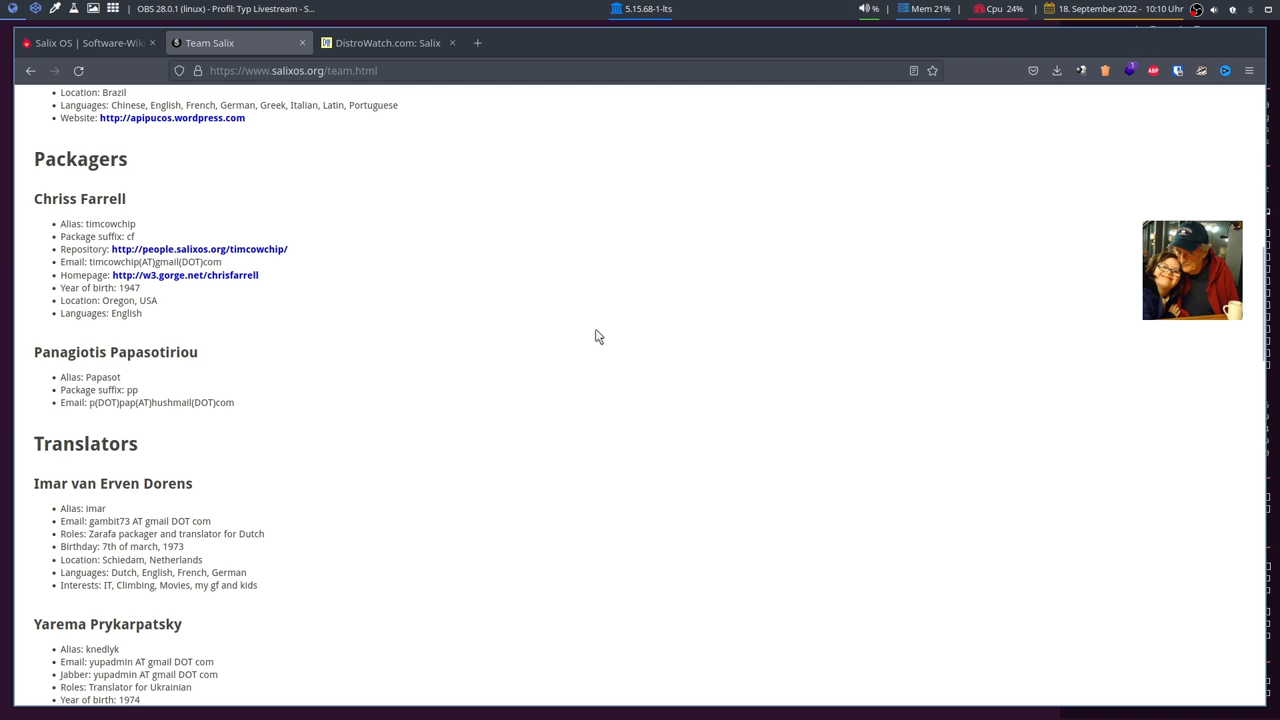 OBS 28.0.1 (linux) - Profil: Typ Livestream - S...
5.15.68-1-lts
%
Mem 21%
Cpu 24%
18. September 2022 - 10:10 Uhr
Salix OS | Software-Wik
Team Salix
DistroWatch.com: Salix
https://www.salixos.org/team.html
1
ABP
Location: Brazil
Languages: Chinese, English, French, German, Greek, Italian, Latin, Portuguese
Website: http://apipucos.wordpress.com
Packagers
Chriss Farrell
Alias: timcowchip
Package suffix: cf
Repository: http://people.salixos.org/timcowchip/
Email: timcowchip(AT)gmail(DOT)com
Homepage: http://w3.gorge.net/chrisfarrell
Year of birth: 1947
Location: Oregon, USA
Languages: English
Panagiotis Papasotiriou
Alias: Papasot
Package suffix: pp
Email: p(DOT)pap(AT)hushmail(DOT)com
Translators
Imar van Erven Dorens
Alias: imar
Email: gambit73 AT gmail DOT com
Roles: Zarafa packager and translator for Dutch
Birthday: 7th of march, 1973
Location: Schiedam, Netherlands
Languages: Dutch, English, French, German
Interests: IT, Climbing, Movies, my gf and kids
Yarema Prykarpatsky
Alias: knedlyk
Email: yupadmin AT gmail DOT com
Jabber: yupadmin AT gmail DOT com
Roles: Translator for Ukrainian
Year of birth: 1974